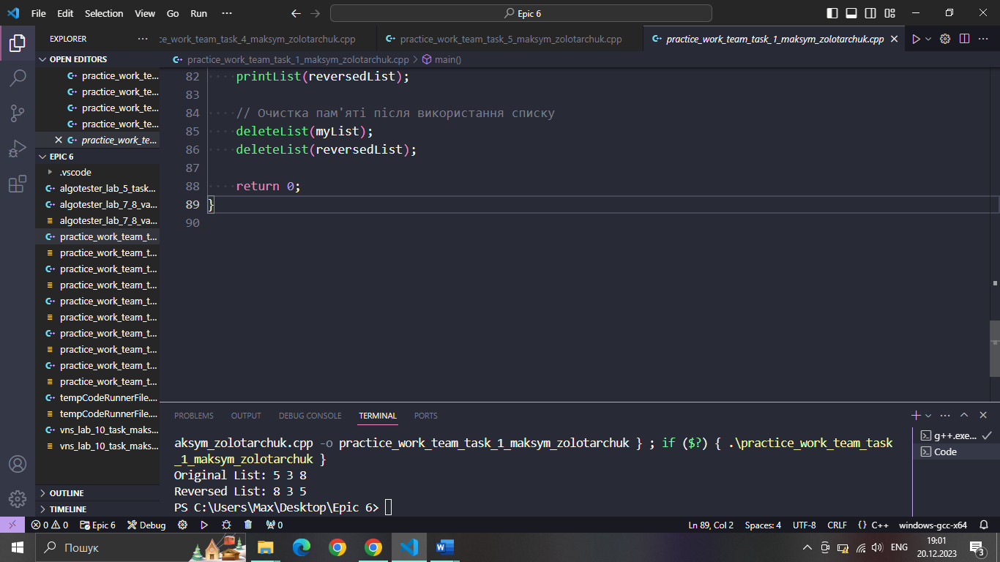 File Edit Selection View Go Run ··· Epic 6
EXPLORER ···
ce_work_team_task_4_maksym_zolotarchuk.cpp practice_work_team_task_5_maksym_zolotarchuk.cpp practice_work_team_task_1_maksym_zolotarchuk.cpp
OPEN EDITORS
practice_work_te...
practice_work_te...
practice_work_te...
practice_work_te...
practice_work_te...
EPIC 6
.vscode
algotester_lab_5_task...
algotester_lab_7_8_va...
algotester_lab_7_8_va...
practice_work_team_t...
practice_work_team_t...
practice_work_team_t...
practice_work_team_t...
practice_work_team_t...
practice_work_team_t...
practice_work_team_t...
practice_work_team_t...
practice_work_team_t...
practice_work_team_t...
tempCodeRunnerFile....
tempCodeRunnerFile....
vns_lab_10_task_maks...
vns_lab_10_task_maks...
OUTLINE
TIMELINE
practice_work_team_task_1_maksym_zolotarchuk.cpp > main()
82 printList(reversedList);
83
84 // Очистка пам'яті після використання списку
85 deleteList(myList);
86 deleteList(reversedList);
87
88 return 0;
89 }
90
PROBLEMS OUTPUT DEBUG CONSOLE TERMINAL PORTS
aksym_zolotarchuk.cpp -o practice_work_team_task_1_maksym_zolotarchuk } ; if ($?) { .\practice_work_team_task
_1_maksym_zolotarchuk }
Original List: 5 3 8
Reversed List: 8 3 5
PS C:\Users\Max\Desktop\Epic 6>
g++.exe...
Code
0 0 Epic 6 Debug 0 Ln 89, Col 2 Spaces: 4 UTF-8 CRLF {} C++ windows-gcc-x64
Пошук ENG 19:01
20.12.2023
3